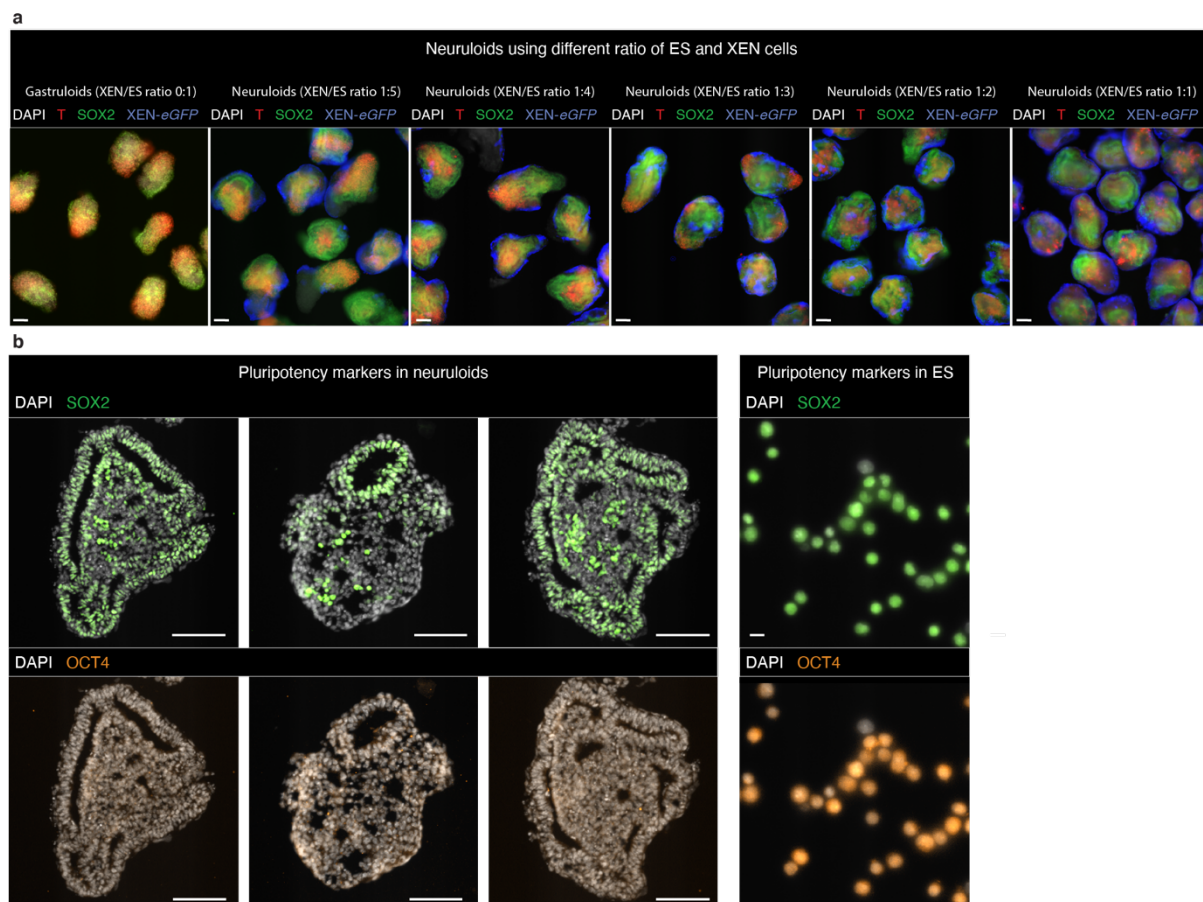 a
Neuruloids using different ratio of ES and XEN cells
Gastruloids (XEN/ES ratio 0:1) Neuruloids (XEN/ES ratio 1:5) Neuruloids (XEN/ES ratio 1:4) Neuruloids (XEN/ES ratio 1:3) Neuruloids (XEN/ES ratio 1:2) Neuruloids (XEN/ES ratio 1:1)
DAPI T SOX2 XEN-eGFP DAPI T SOX2 XEN-eGFP DAPI T SOX2 XEN-eGFP DAPI T SOX2 XEN-eGFP DAPI T SOX2 XEN-eGFP DAPI T SOX2 XEN-eGFP
b
Pluripotency markers in neuruloids
DAPI SOX2
DAPI OCT4
Pluripotency markers in ES
DAPI SOX2
DAPI OCT4